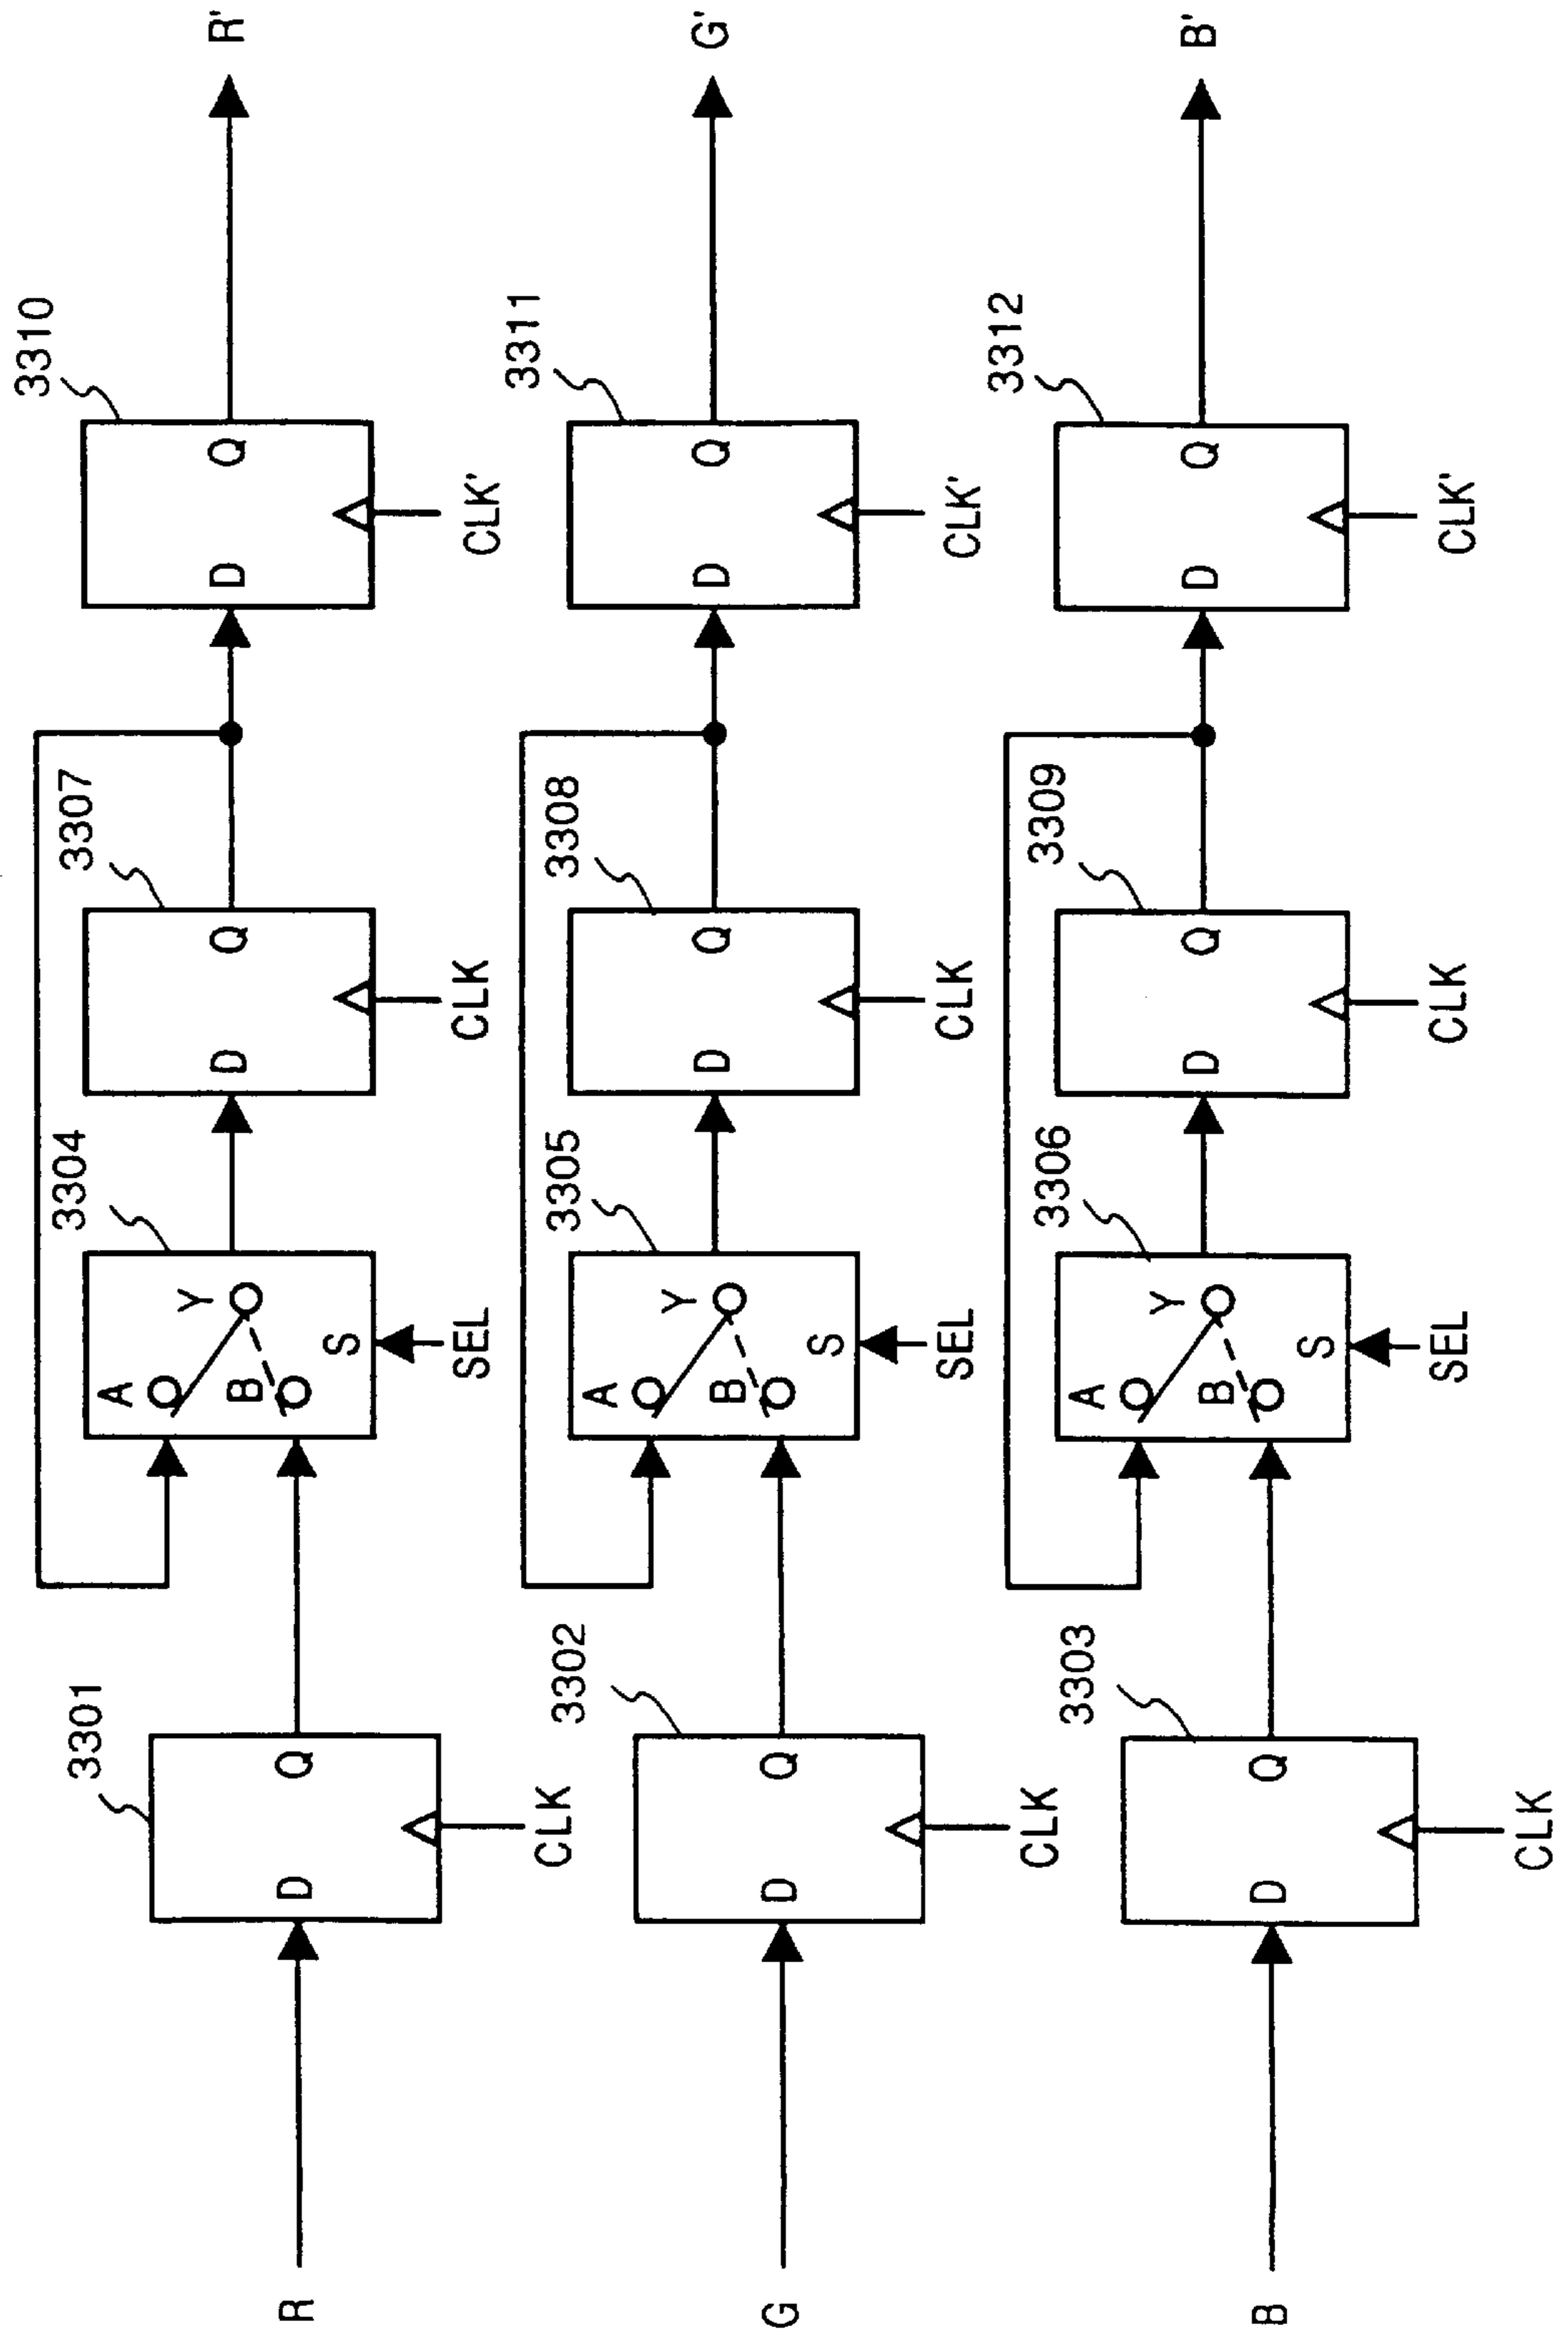 R
3301
D
Q
CLK
3304
A
B
Y
S
SEL
3307
D
Q
CLK
3310
D
Q
CLK'
R'
G
3302
D
Q
CLK
3305
A
B
Y
S
SEL
3308
D
Q
CLK
3311
D
Q
CLK'
G'
B
3303
D
Q
CLK
3306
A
B
Y
S
SEL
3309
D
Q
CLK
3312
D
Q
CLK'
B'